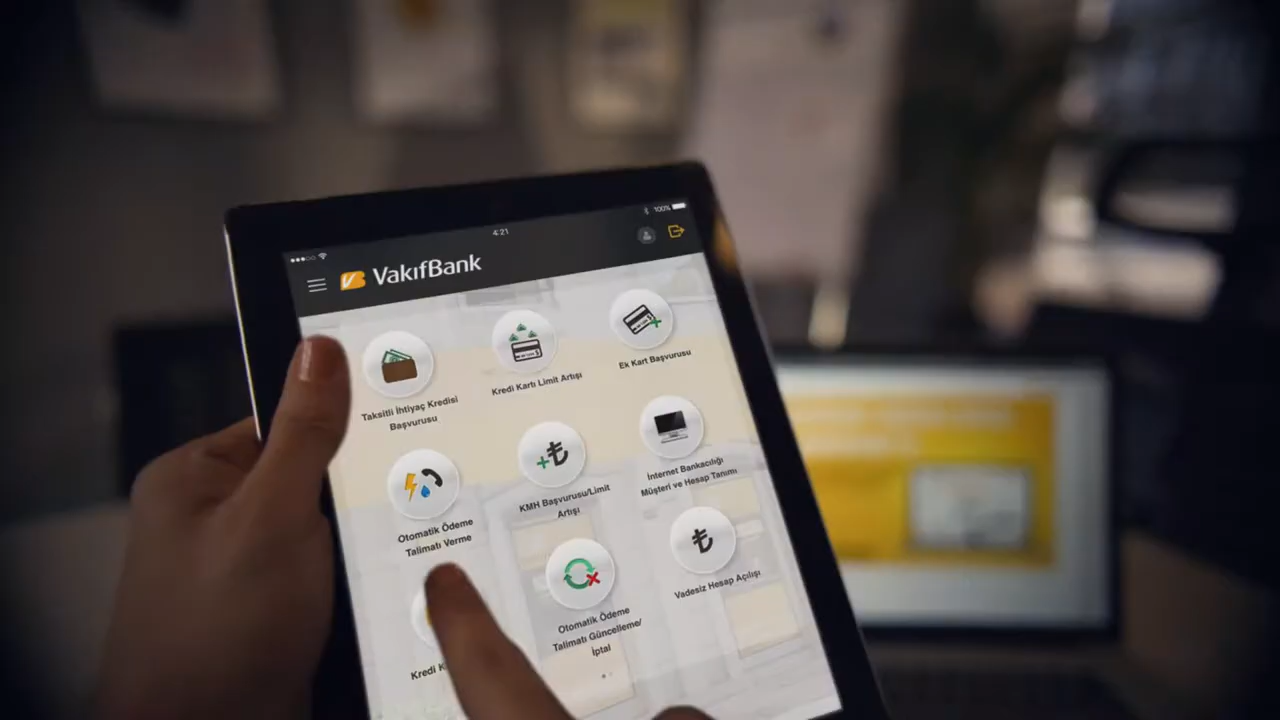 4:21
100%
VakıfBank
Taksitli İhtiyaç Kredisi
Başvurusu
Kredi Kartı Limit Artışı
Ek Kart Başvurusu
Otomatik Ödeme
Talimatı Verme
KMH Başvurusu/Limit
Artışı
İnternet Bankacılığı
Müşteri ve Hesap Tanımı
Kredi
Otomatik Ödeme
Talimatı Güncelleme/
İptal
Vadesiz Hesap Açılışı